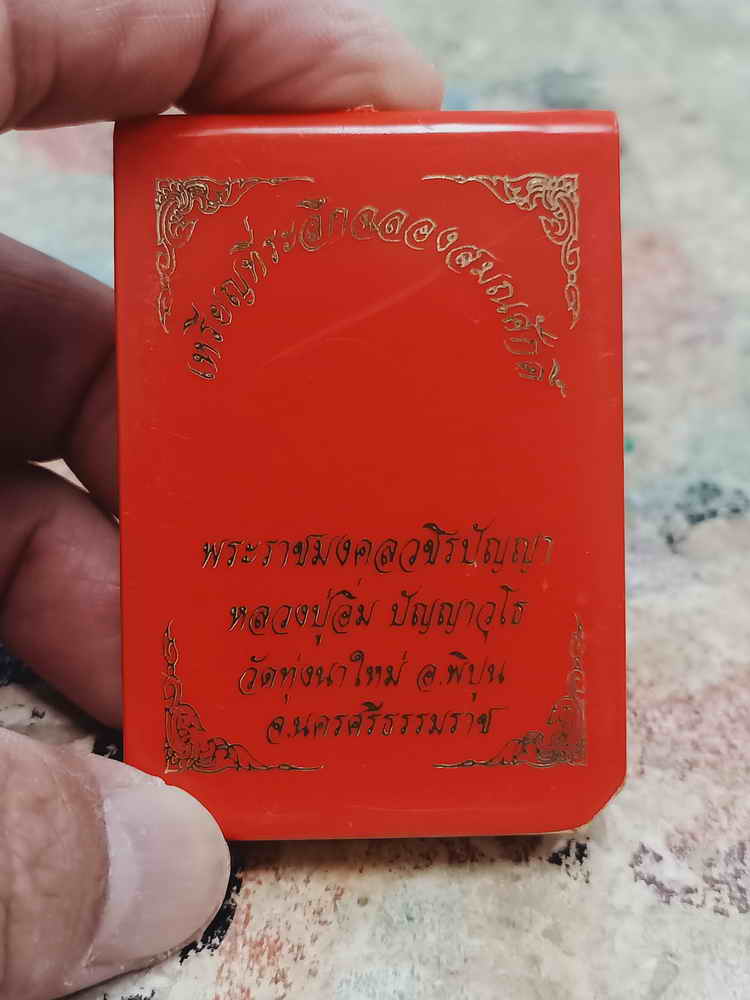 เหรียญที่ระลึกฉลองสมณศักดิ์
พระราชมงคลวชิรปัญญา
หลวงปู่อิ่ม ปัญญาวุโธ
วัดทุ่งนาใหม่ อ.พิปูน
จ.นครศรีธรรมราช